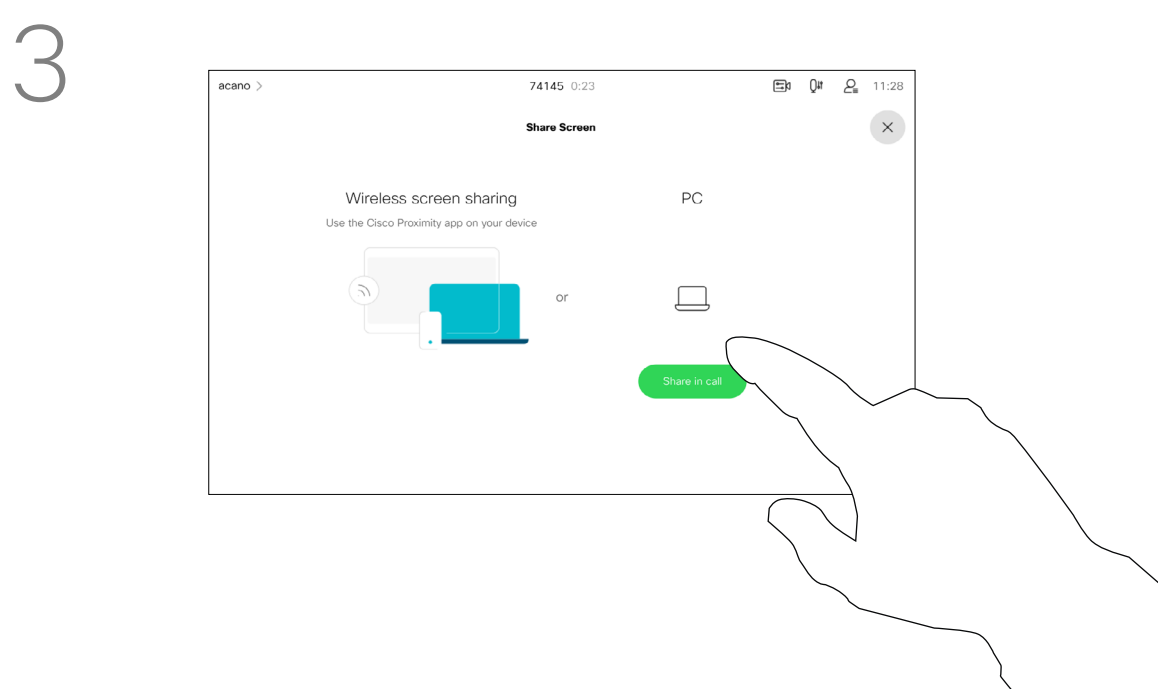 3
acano >
74145 0:23
11:28
Share Screen
Wireless screen sharing
Use the Cisco Proximity app on your device
or
PC
Share in call